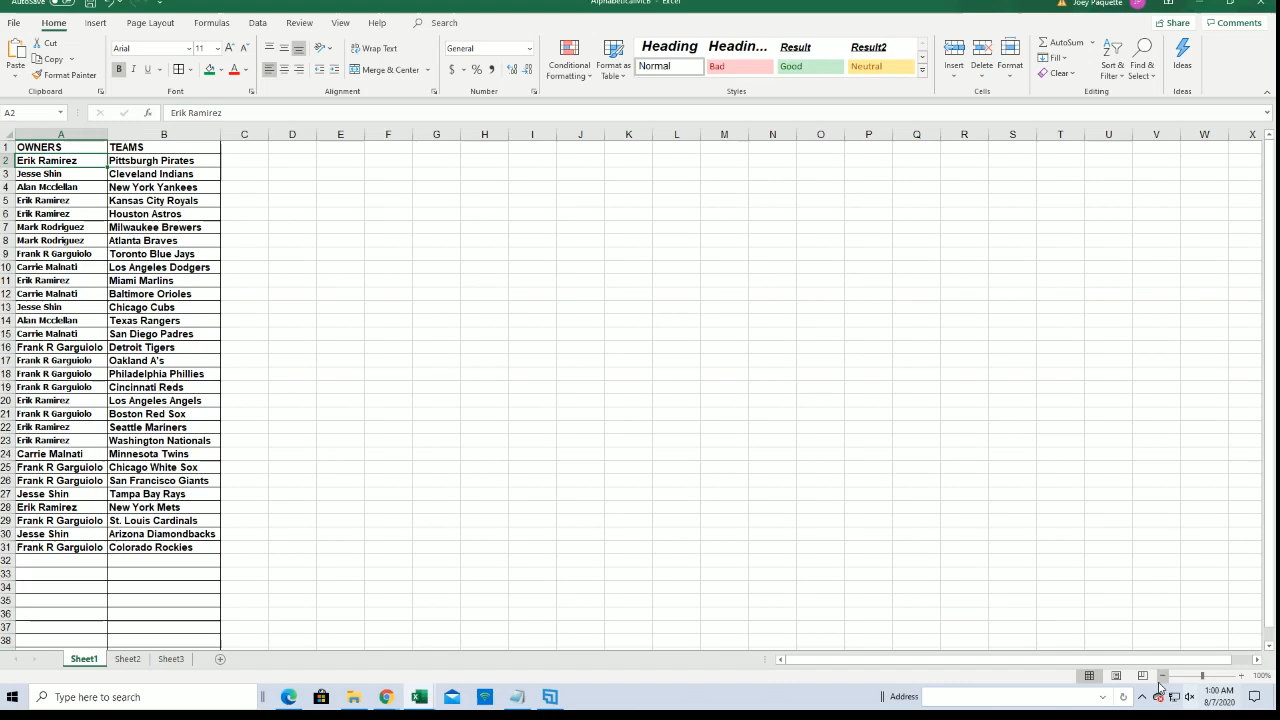 AutoSave Off AlphabeticalMLB - Excel Joey Paquette JP
File Home Insert Page Layout Formulas Data Review View Help Search Share Comments
Paste Cut Copy Format Painter Clipboard
Arial 11 B I U A Font
Wrap Text Merge & Center Alignment
General $ % , Number
Conditional Formatting Format as Table Heading Headin... Result Result2 Normal Bad Good Neutral Styles
Insert Delete Format Cells
AutoSum Fill Clear Sort & Filter Find & Select Editing
Ideas Ideas
A2 fx Erik Ramirez
A B C D E F G H I J K L M N O P Q R S T U V W X
1 OWNERS TEAMS
2 Erik Ramirez Pittsburgh Pirates
3 Jesse Shin Cleveland Indians
4 Alan Mcclellan New York Yankees
5 Erik Ramirez Kansas City Royals
6 Erik Ramirez Houston Astros
7 Mark Rodriguez Milwaukee Brewers
8 Mark Rodriguez Atlanta Braves
9 Frank R Garguiolo Toronto Blue Jays
10 Carrie Malnati Los Angeles Dodgers
11 Erik Ramirez Miami Marlins
12 Carrie Malnati Baltimore Orioles
13 Jesse Shin Chicago Cubs
14 Alan Mcclellan Texas Rangers
15 Carrie Malnati San Diego Padres
16 Frank R Garguiolo Detroit Tigers
17 Frank R Garguiolo Oakland A's
18 Frank R Garguiolo Philadelphia Phillies
19 Frank R Garguiolo Cincinnati Reds
20 Erik Ramirez Los Angeles Angels
21 Frank R Garguiolo Boston Red Sox
22 Erik Ramirez Seattle Mariners
23 Erik Ramirez Washington Nationals
24 Carrie Malnati Minnesota Twins
25 Frank R Garguiolo Chicago White Sox
26 Frank R Garguiolo San Francisco Giants
27 Jesse Shin Tampa Bay Rays
28 Erik Ramirez New York Mets
29 Frank R Garguiolo St. Louis Cardinals
30 Jesse Shin Arizona Diamondbacks
31 Frank R Garguiolo Colorado Rockies
32
33
34
35
36
37
38
Sheet1 Sheet2 Sheet3
100%
Type here to search Address 1:00 AM
8/7/2020